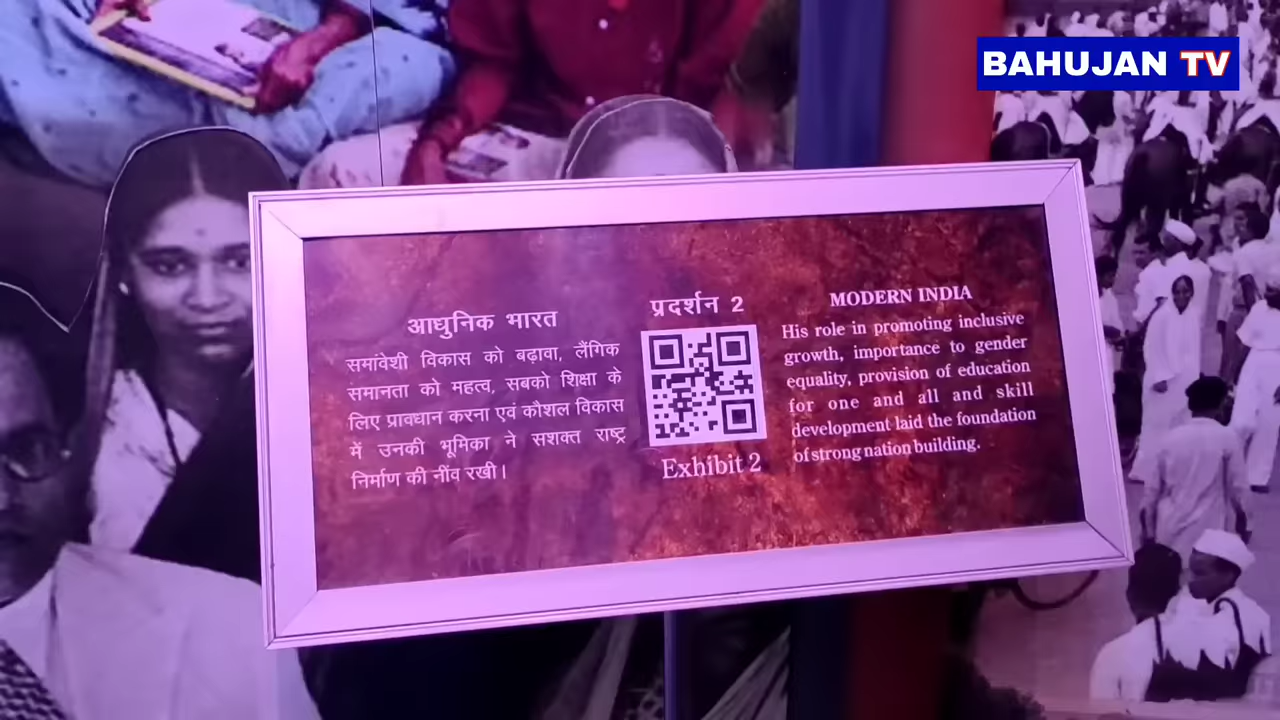 BAHUJAN TV
आधुनिक भारत
समांवेशी विकास को बढ़ावा, लैंगिक
समानता को महत्व, सबको शिक्षा के
लिए प्रावधान करना एवं कौशल विकास
में उनकी भूमिका ने सशक्त राष्ट्र
निर्माण की नींव रखी।
प्रदर्शन 2
Exhibit 2
MODERN INDIA
His role in promoting inclusive
growth, importance to gender
equality, provision of education
for one and all and skill
development laid the foundation
of strong nation building.